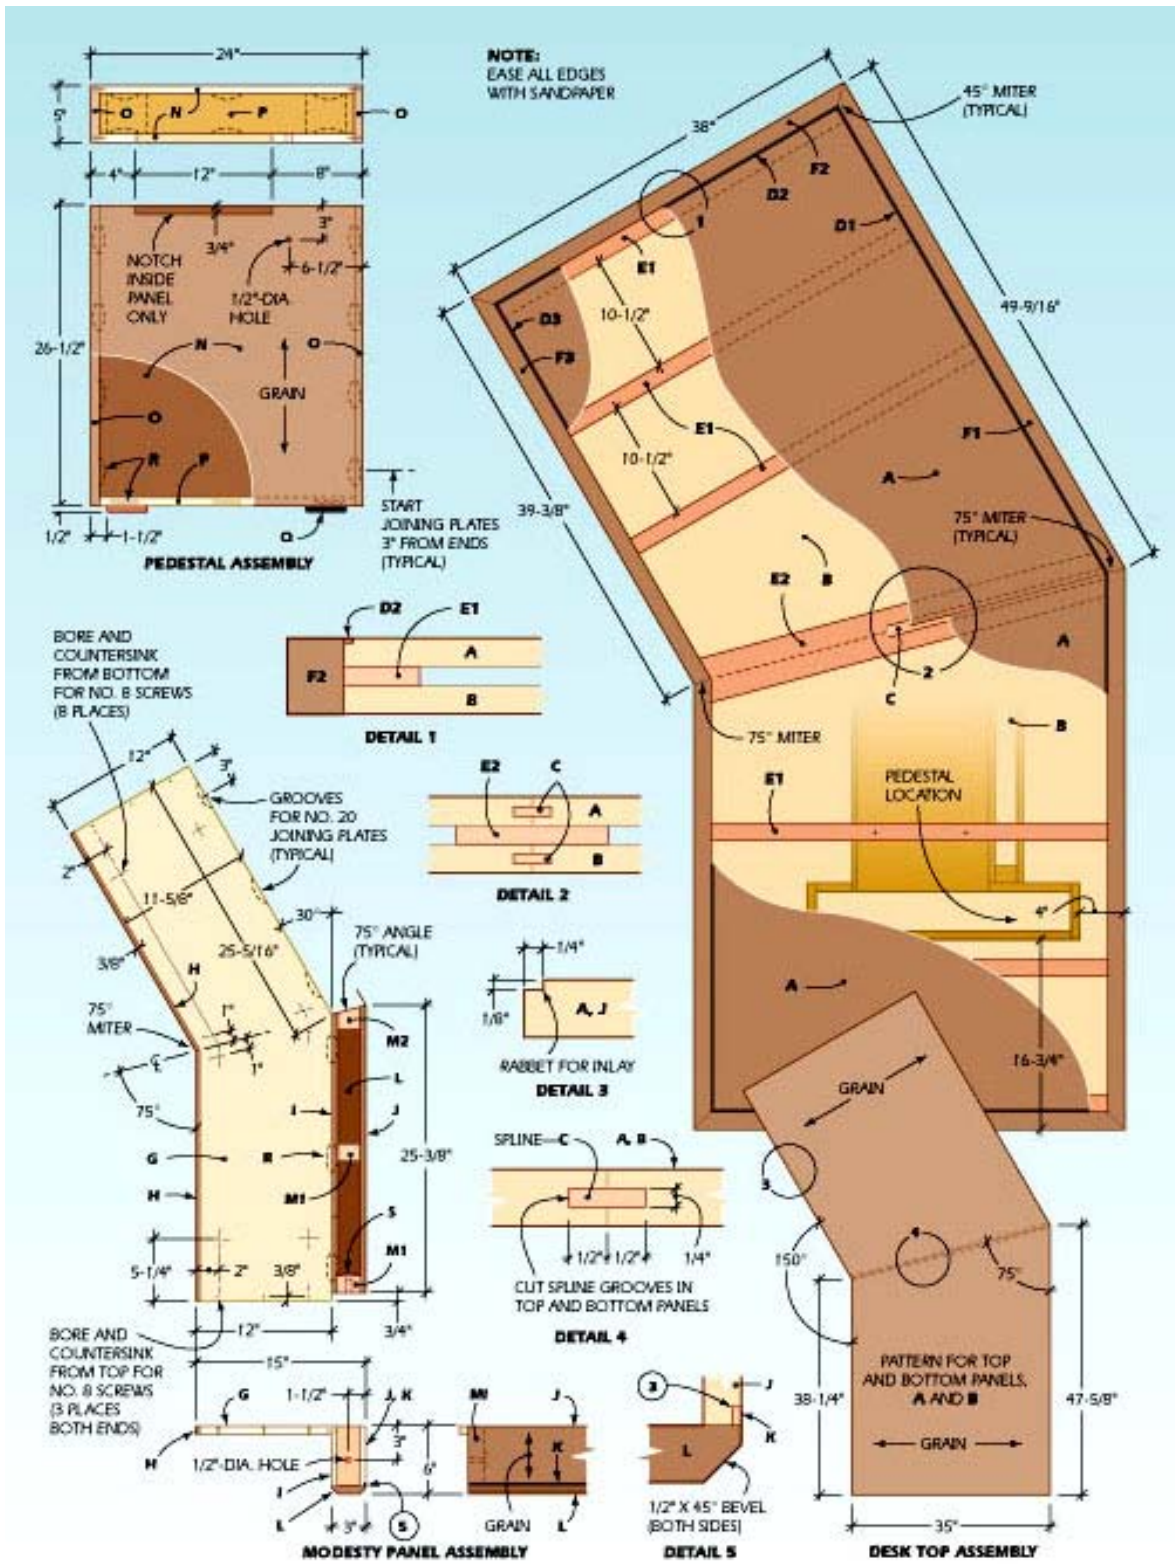 24"
5"
O
N
P
O
4"
12"
8"
NOTE:
EASE ALL EDGES
WITH SANDPAPER
NOTCH
INSIDE
PANEL
ONLY
3/4"
3"
6-1/2"
1/2"-DIA.
HOLE
26-1/2"
N
O
GRAIN
O
R
P
1/2"
1-1/2"
Q
START
JOINING PLATES
3" FROM ENDS
(TYPICAL)
PEDESTAL ASSEMBLY
38"
45° MITER
(TYPICAL)
F2
D2
1
D1
E1
10-1/2"
D3
F3
49-9/16"
E1
10-1/2"
F1
A
39-3/8"
75° MITER
(TYPICAL)
E2
B
A
C
2
75° MITER
B
E1
PEDESTAL
LOCATION
4"
A
16-3/4"
D2
E1
F2
A
B
DETAIL 1
E2
C
A
B
DETAIL 2
1/4"
1/8"
A, J
RABBET FOR INLAY
DETAIL 3
SPLINE—C
A, B
1/2"
1/2"
1/4"
CUT SPLINE GROOVES IN
TOP AND BOTTOM PANELS
DETAIL 4
BORE AND
COUNTERSINK
FROM BOTTOM
FOR NO. 8 SCREWS
(8 PLACES)
12"
3"
GROOVES
FOR NO. 20
JOINING PLATES
(TYPICAL)
2"
11-5/8"
30°
25-5/16"
75° ANGLE
(TYPICAL)
3/8"
H
75°
MITER
1"
1"
M2
L
75°
I
J
G
R
25-3/8"
H
M1
S
M1
5-1/4"
2"
3/8"
12"
3/4"
BORE AND
COUNTERSINK
FROM TOP FOR
NO. 8 SCREWS
(3 PLACES
BOTH ENDS)
15"
G
1-1/2"
J, K
3"
H
1/2"-DIA. HOLE
6"
I
L
3"
5
M1
J
K
GRAIN
L
MODESTY PANEL ASSEMBLY
3
J
K
L
1/2" X 45° BEVEL
(BOTH SIDES)
DETAIL 5
GRAIN
3
4
150°
75°
PATTERN FOR TOP
AND BOTTOM PANELS,
A AND B
38-1/4"
47-5/8"
GRAIN
35"
DESK TOP ASSEMBLY